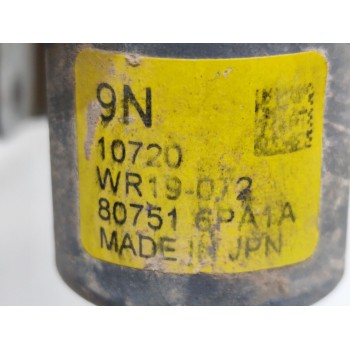 9N
10720
WR19-072
80751 6PA1A
MADE IN JPN